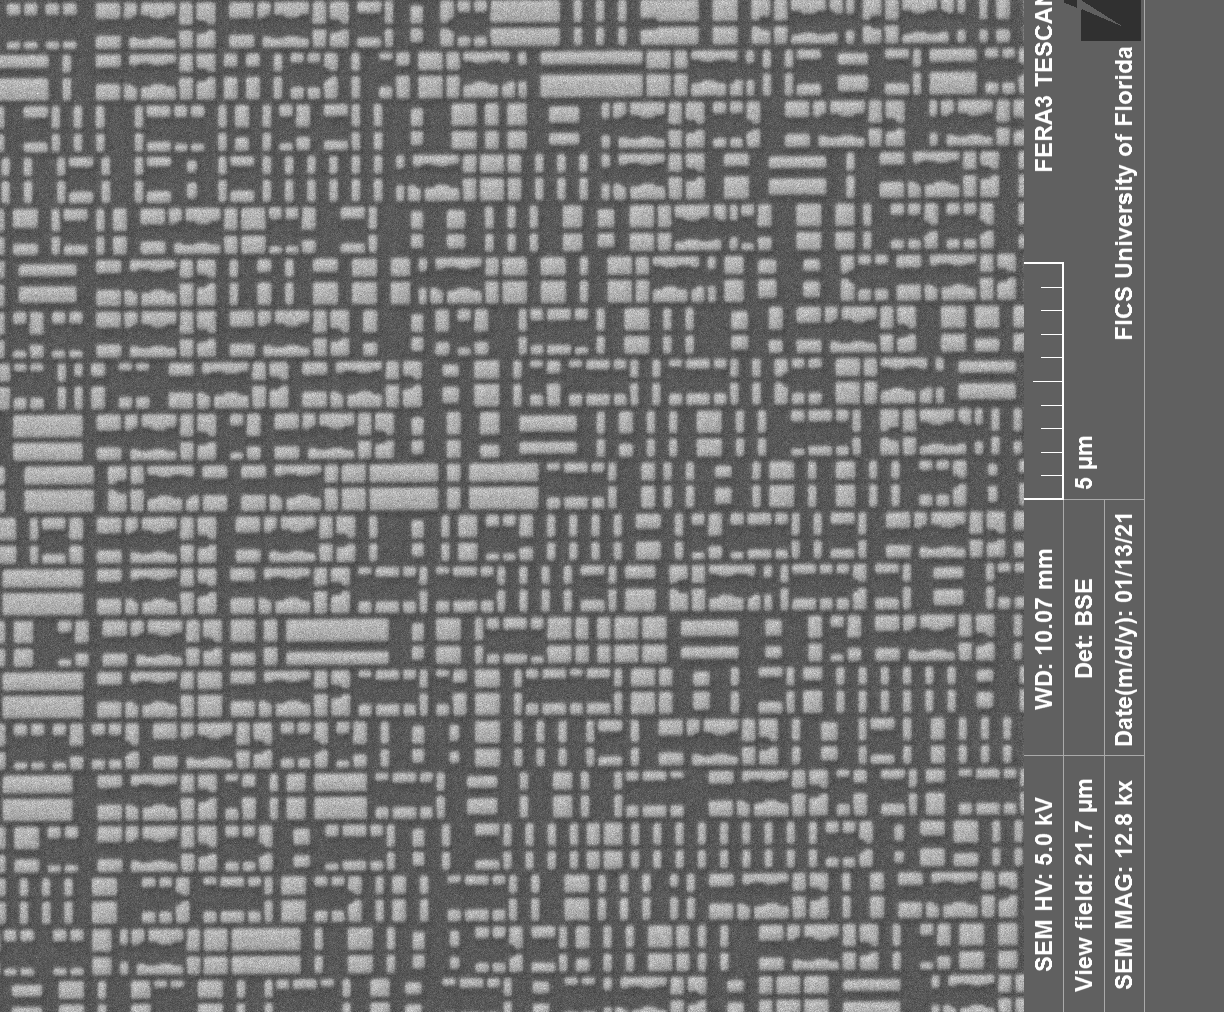 SEM HV: 5.0 kV
WD: 10.07 mm
FERA3 TESCAN
View field: 21.7 µm
Det: BSE
5 µm
SEM MAG: 12.8 kx
Date(m/d/y): 01/13/21
FICS University of Florida